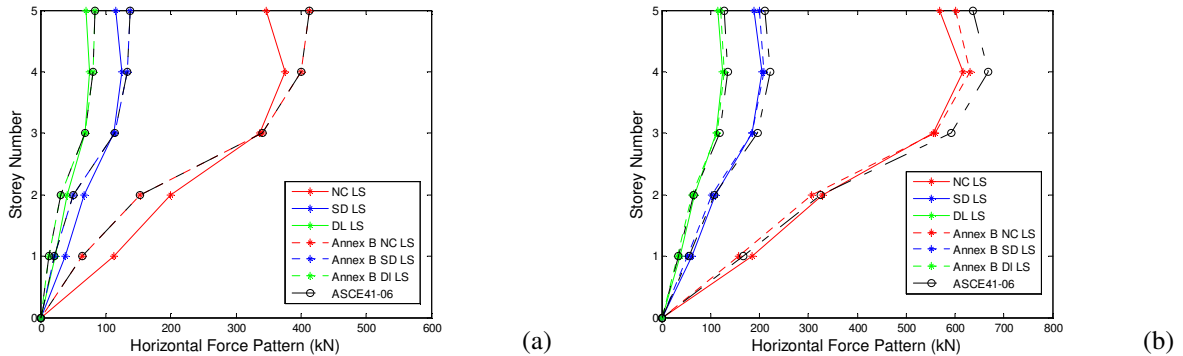 5
4
3
2
1
0
Storey Number
0 100 200 300 400 500 600
Horizontal Force Pattern (kN)
NC LS
SD LS
DL LS
Annex B NC LS
Annex B SD LS
Annex B Dl LS
ASCE41-06
(a)
5
4
3
2
1
0
Storey Number
0 100 200 300 400 500 600 700 800
Horizontal Force Pattern (kN)
NC LS
SD LS
DL LS
Annex B NC LS
Annex B SD LS
Annex B Dl LS
ASCE41-06
(b)